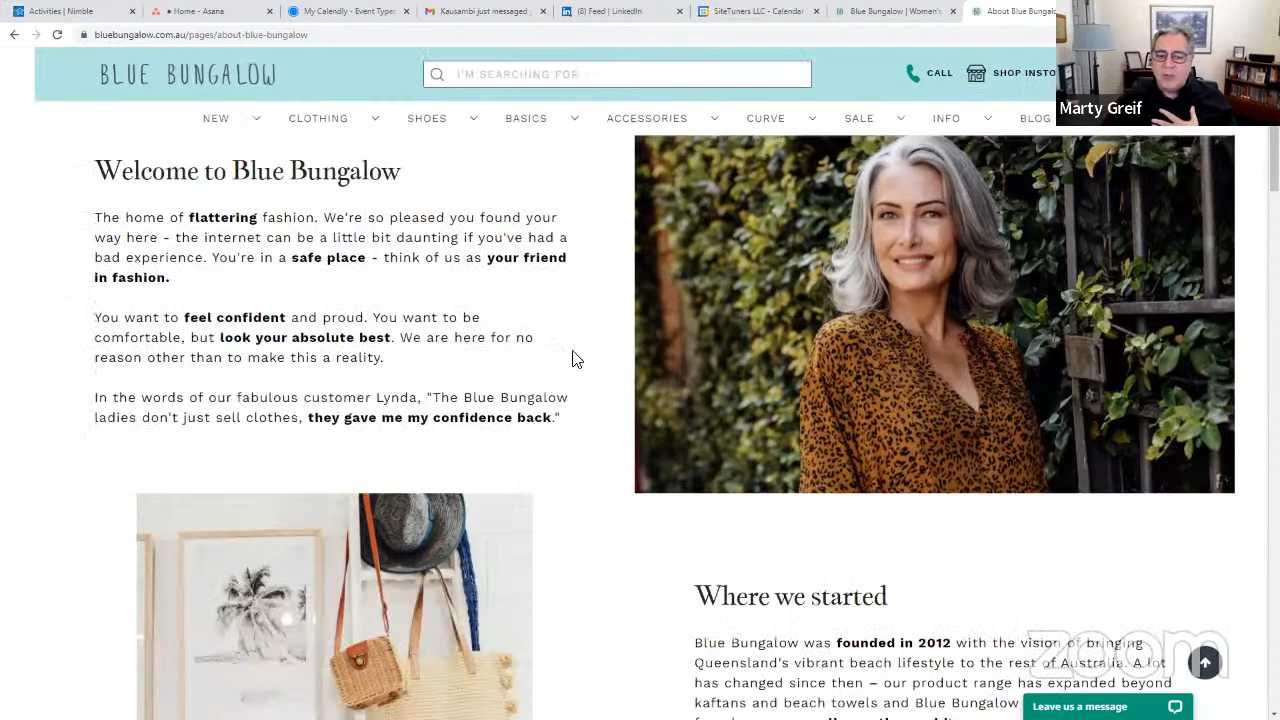 Activities | Nimble
Home - Asana
My Calendly - Event Types
Kausambi just messaged
(8) Feed | LinkedIn
SiteTuners LLC - Calendar
Blue Bungalow | Women's
About Blue Bungalow
bluebungalow.com.au/pages/about-blue-bungalow
BLUE BUNGALOW
I'M SEARCHING FOR
CALL
SHOP INSTO
Marty Greif
NEW
CLOTHING
SHOES
BASICS
ACCESSORIES
CURVE
SALE
INFO
BLOG
Welcome to Blue Bungalow
The home of flattering fashion. We're so pleased you found your
way here - the internet can be a little bit daunting if you've had a
bad experience. You're in a safe place - think of us as your friend
in fashion.
You want to feel confident and proud. You want to be
comfortable, but look your absolute best. We are here for no
reason other than to make this a reality.
In the words of our fabulous customer Lynda, "The Blue Bungalow
ladies don't just sell clothes, they gave me my confidence back."
Where we started
Blue Bungalow was founded in 2012 with the vision of bringing
Queensland's vibrant beach lifestyle to the rest of Australia. A lot
has changed since then – our product range has expanded beyond
kaftans and beach towels and Blue Bungalow
zoom
Leave us a message